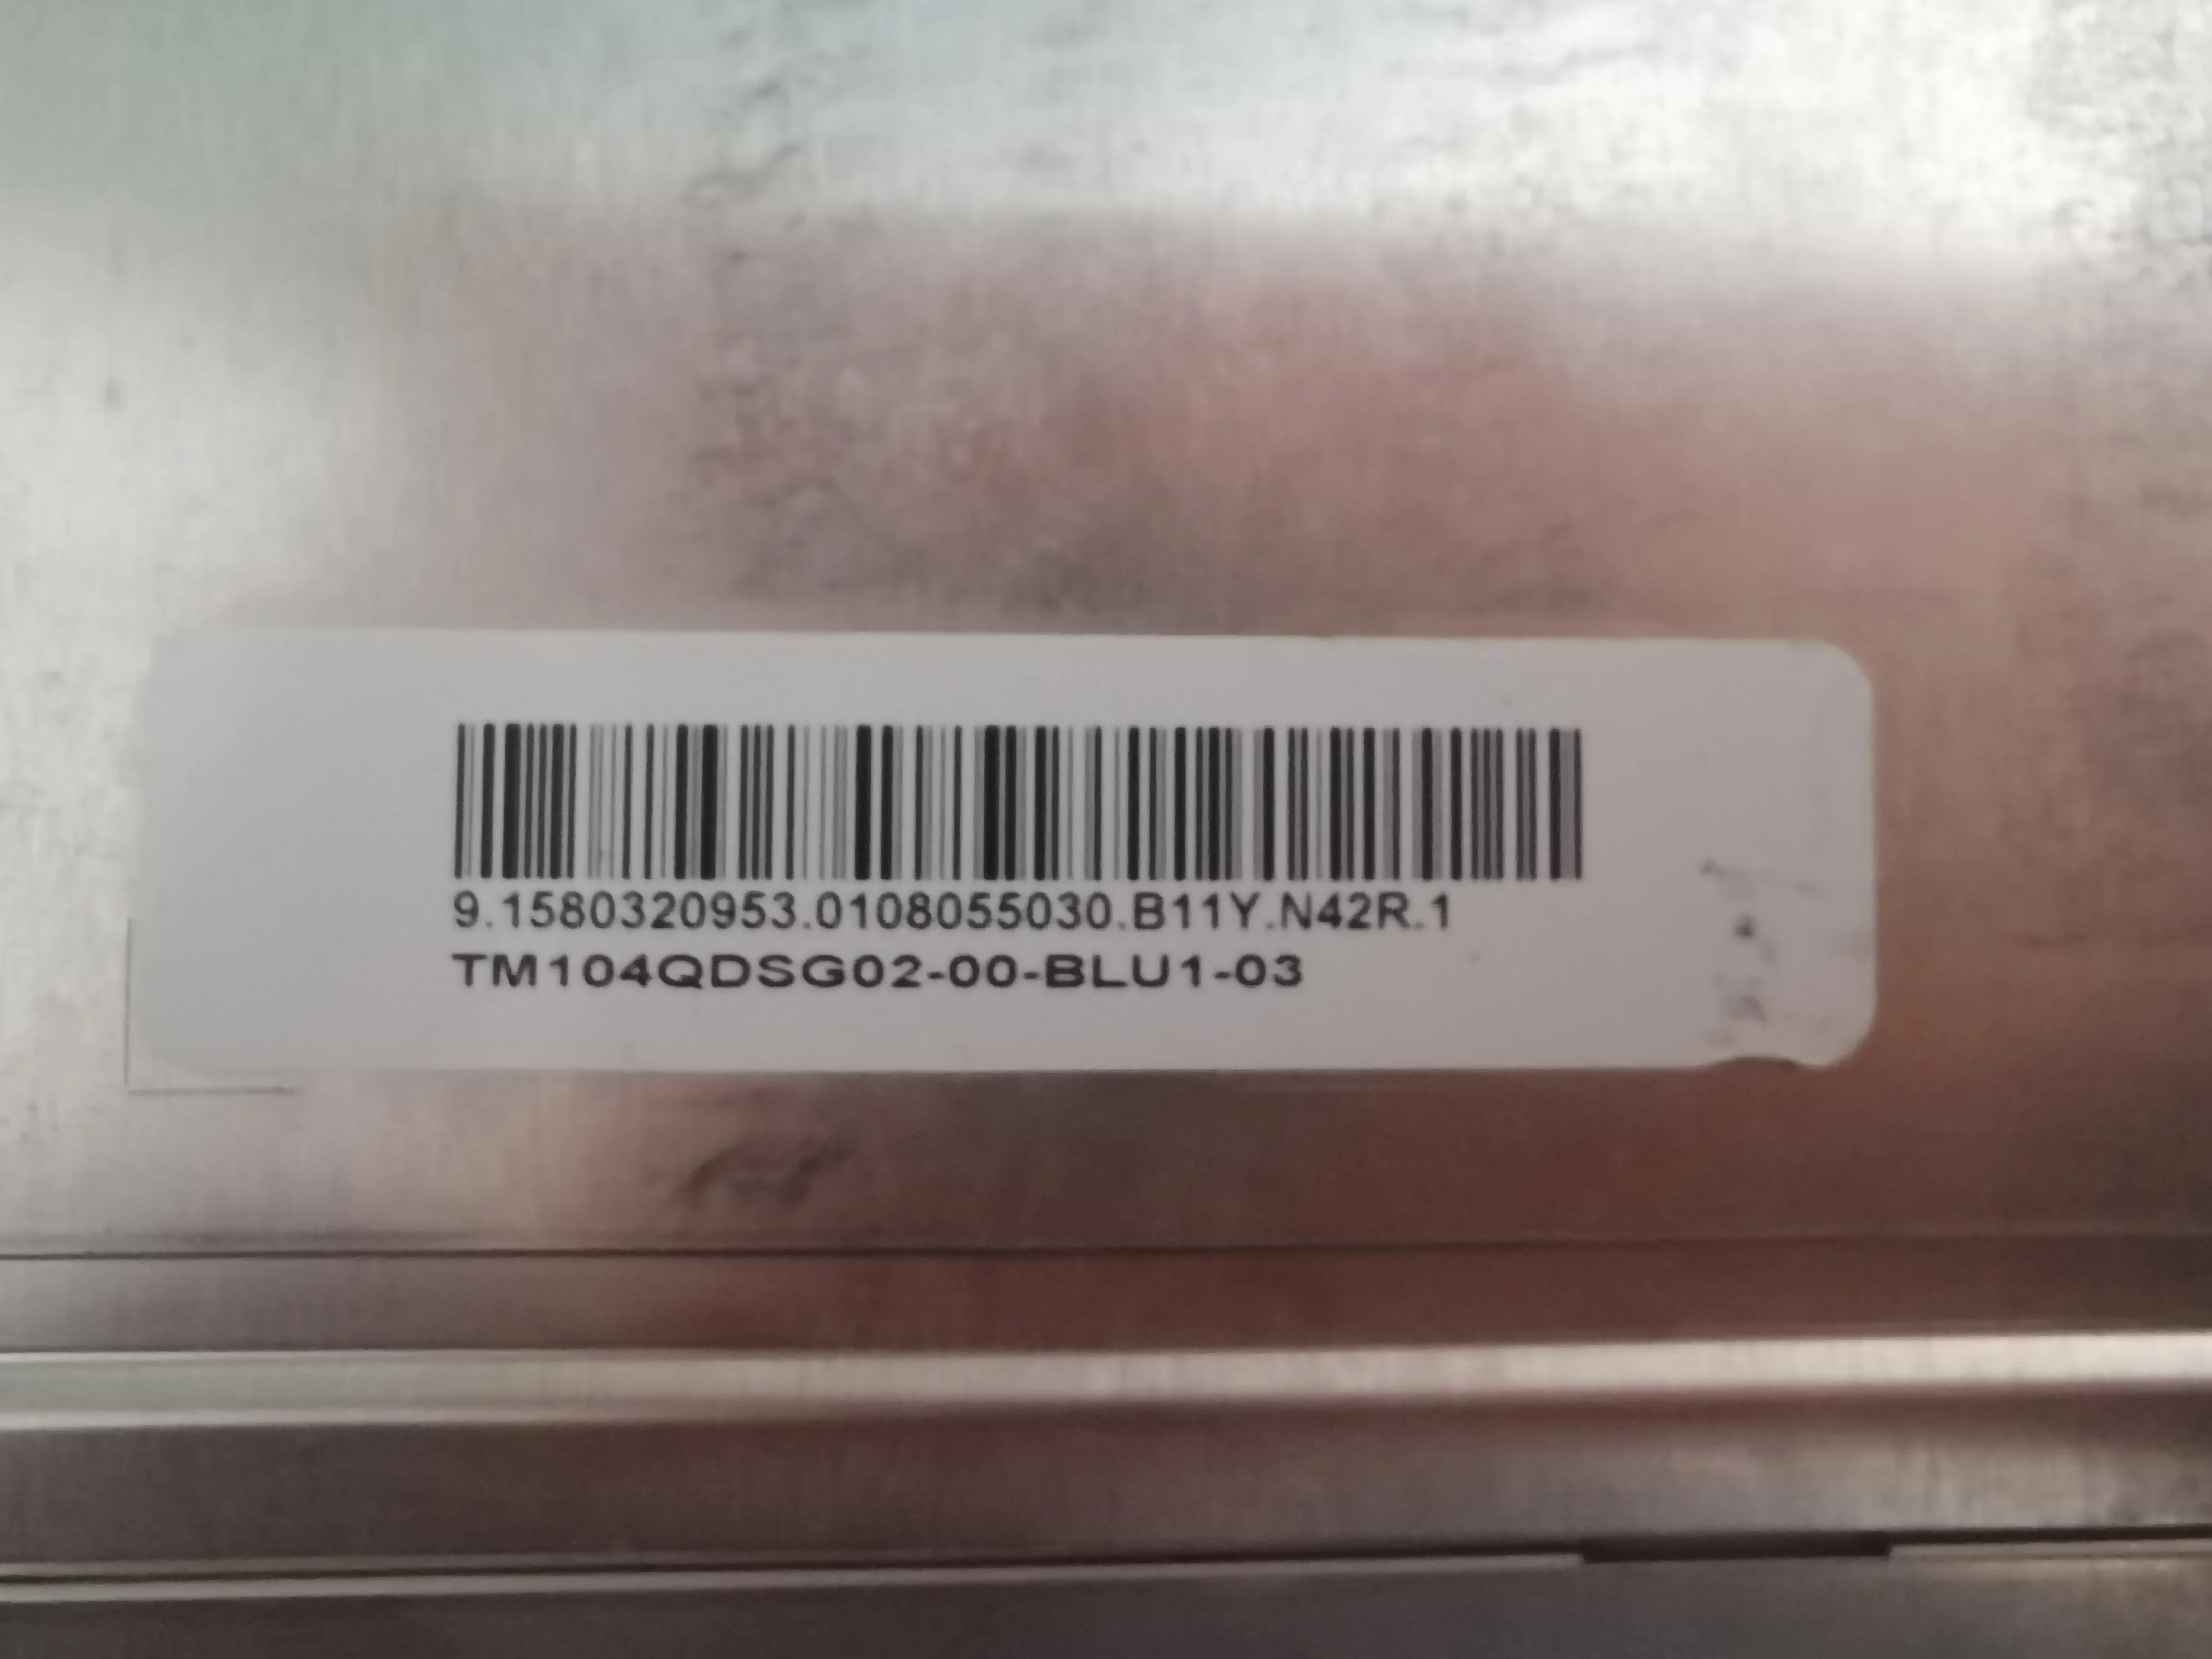 9.1580320953.0108055030.B11Y.N42R.1
TM104QDSG02-00-BLU1-03